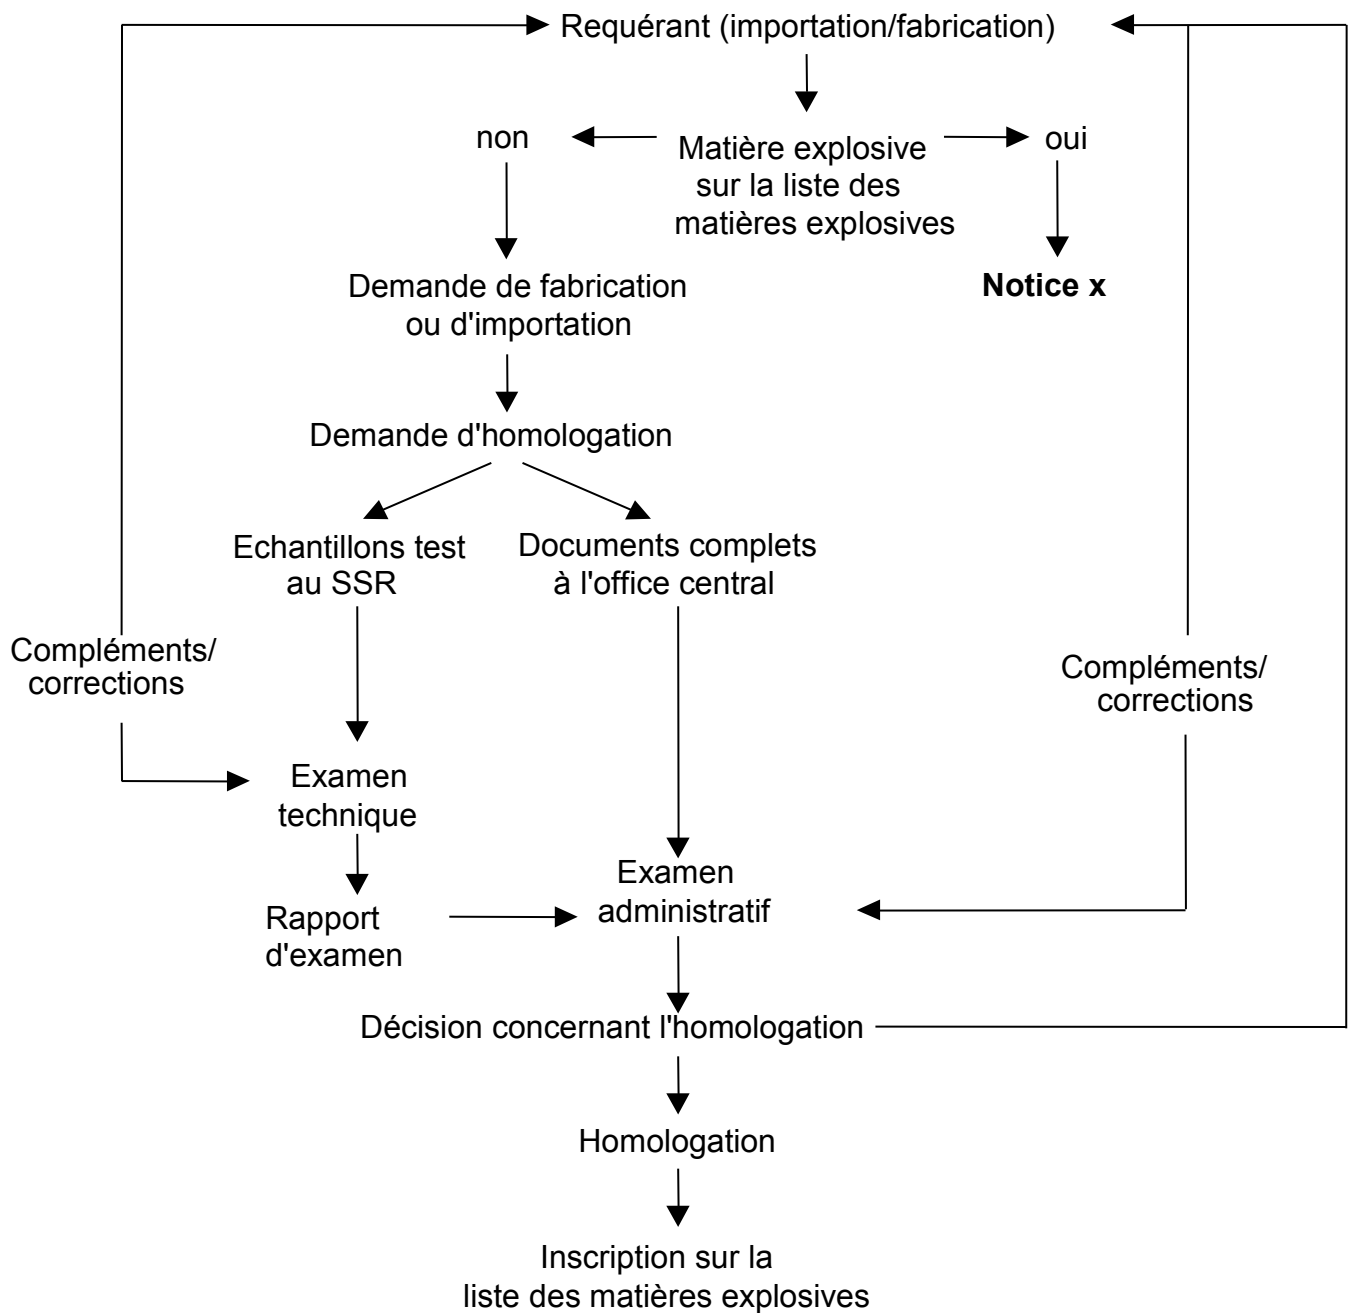 Requérant (importation/fabrication)
non
Matière explosive
sur la liste des
matières explosives
oui
Demande de fabrication
ou d'importation
Notice x
Demande d'homologation
Echantillons test
au SSR
Documents complets
à l'office central
Compléments/
corrections
Compléments/
corrections
Examen
technique
Examen
administratif
Rapport
d'examen
Décision concernant l'homologation
Homologation
Inscription sur la
liste des matières explosives